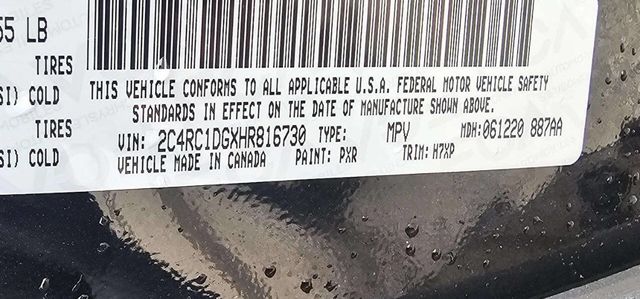 55 LB
TIRES
SI) COLD
TIRES
SI) COLD
THIS VEHICLE CONFORMS TO ALL APPLICABLE U.S.A. FEDERAL MOTOR VEHICLE SAFETY
STANDARDS IN EFFECT ON THE DATE OF MANUFACTURE SHOWN ABOVE.
VIN: 2C4RC1DGXHR816730 TYPE: MPV MDH:061220 887AA
VEHICLE MADE IN CANADA PAINT: PXR TRIM: H7XP